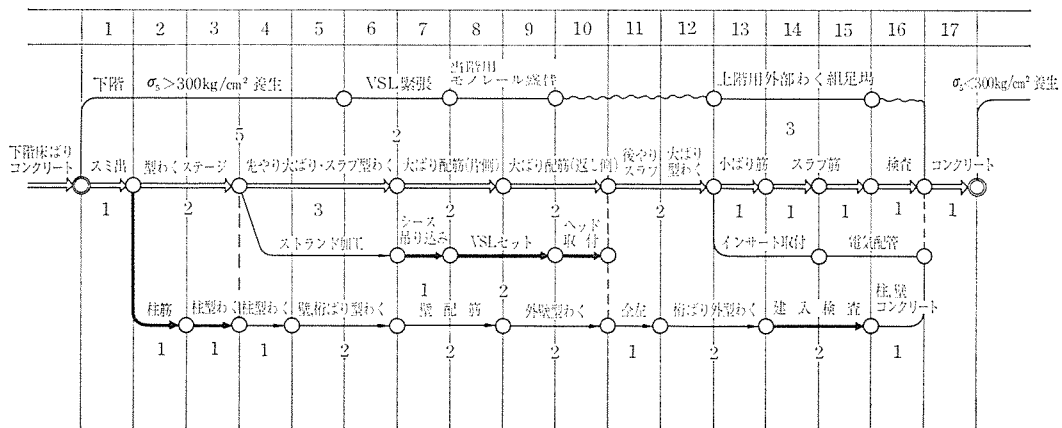 1 2 3 4 5 6 7 8 9 10 11 12 13 14 15 16 17
下階 σ₅>300kg/cm² 養生
VSL緊張
当階用
モノレール盛代
上階用外部わく組足場
σ₅<300kg/cm² 養生
5
2
3
下階床ばり
コンクリート
スミ出
型わくステージ
先やり大ばり・スラブ型わく
大ばり配筋(片側)
大ばり配筋(返し側)
後やり
スラブ
大ばり
型わく
小ばり筋
スラブ筋
検査
コンクリート
1 2 3 2 2 2 1 1 1 1 1
ストランド加工
シース
吊り込み
VSLセット
ヘッド
取付
インサート取付
電気配管
1 2
柱筋
柱型わく
柱型わく
壁,桁ばり型わく
壁配筋
外壁型わく
桁ばり外型わく
建入検査
柱,壁
コンクリート
1 1 1 2 2 2 1 2 2 1